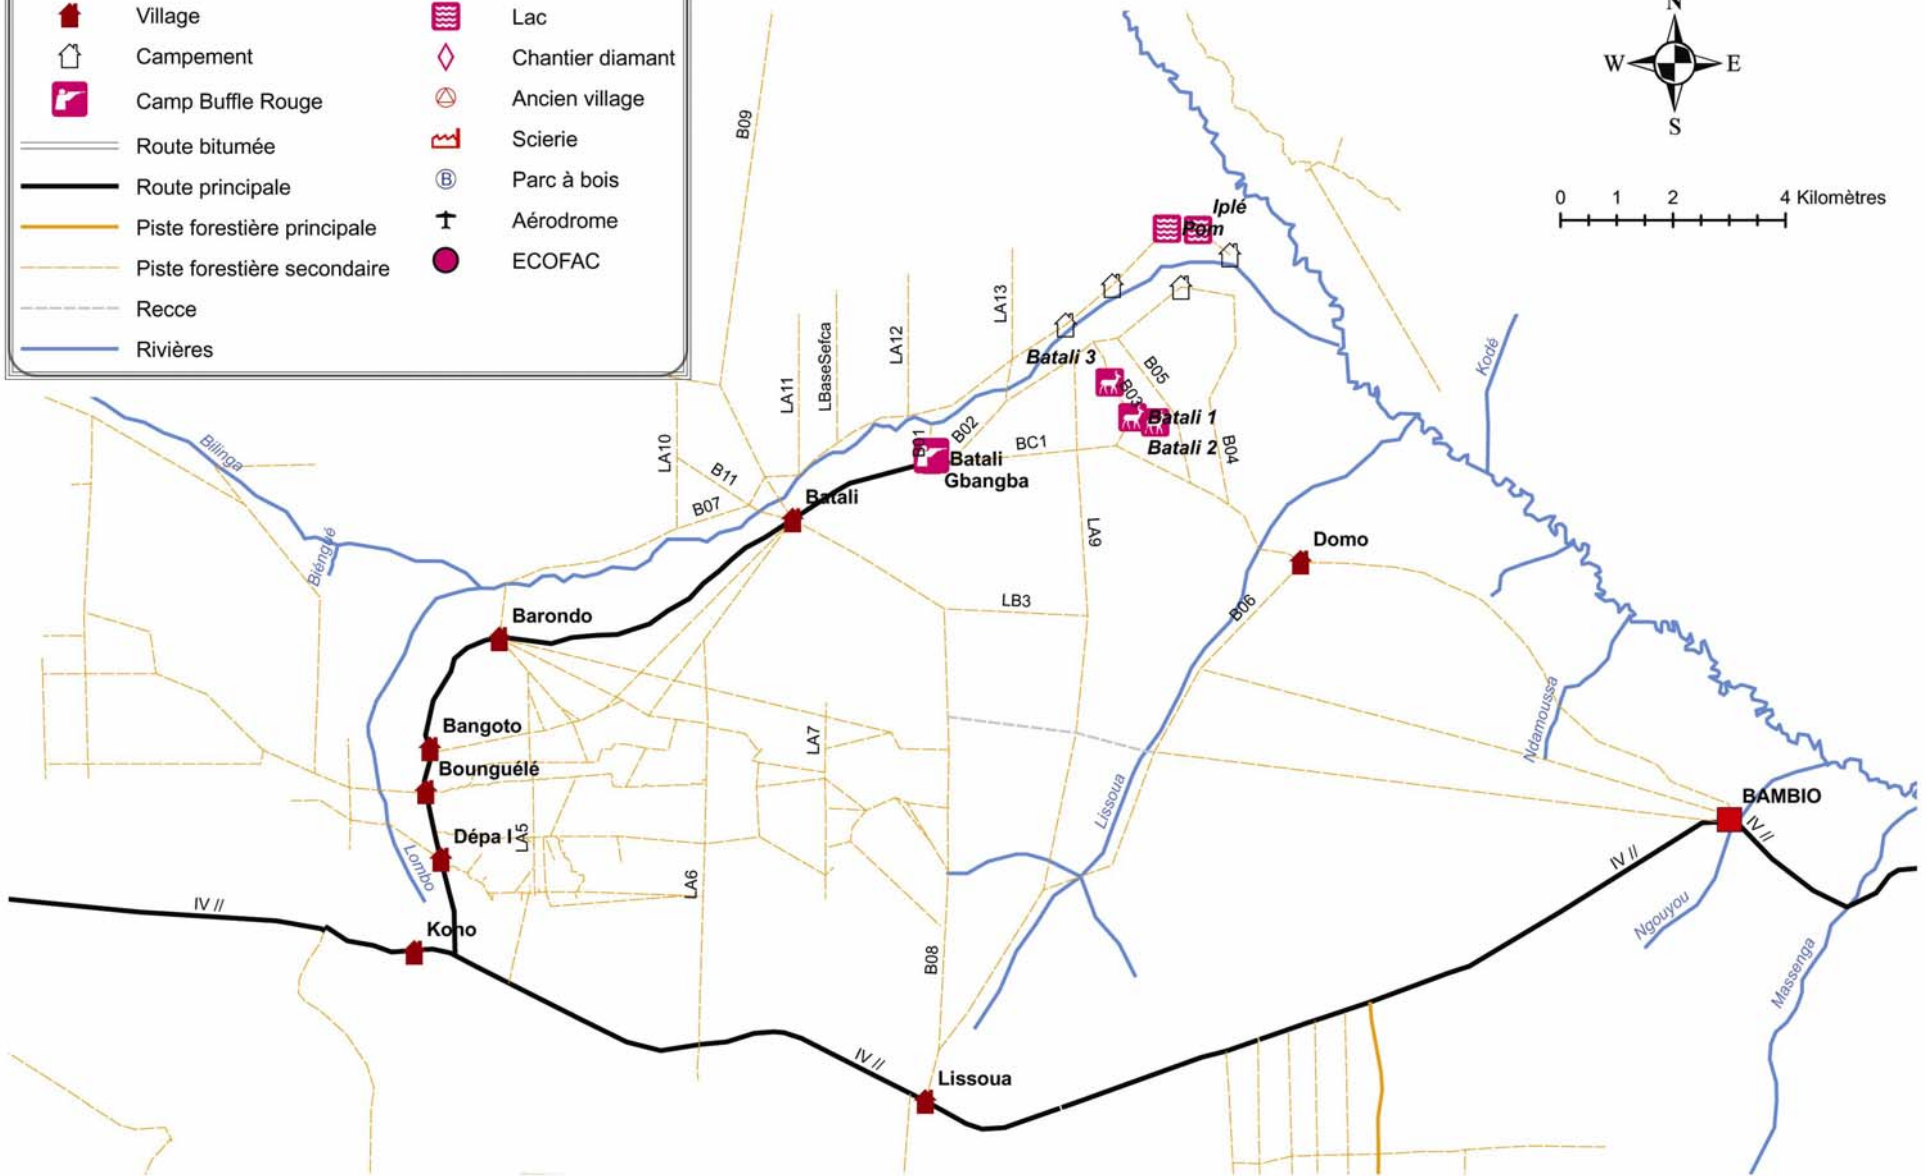 Village
Campement
Camp Buffle Rouge
Route bitumée
Route principale
Piste forestière principale
Piste forestière secondaire
Recce
Rivières
Lac
Chantier diamant
Ancien village
Scierie
B Parc à bois
Aérodrome
ECOFAC
N
W E
S
0 1 2 4 Kilomètres
B09
Iplé
Pom
LA13
LA12
LBaseSefca
LA11
Batali 3
B05
B03
Kodé
Batali 1
Batali 2
B04
B01
B02
BC1
LA10
Bilinga
Batali
Gbangba
B11
B07
Batali
LA9
Domo
Biéngué
LB3
B06
Barondo
Bangoto
LA7
Ndamoussa
Bounguélé
Lissoua
BAMBIO
IV //
Dépa I
LA5
Lombo
IV //
LA6
IV //
Ngouyou
Kono
B08
Massenga
IV //
Lissoua